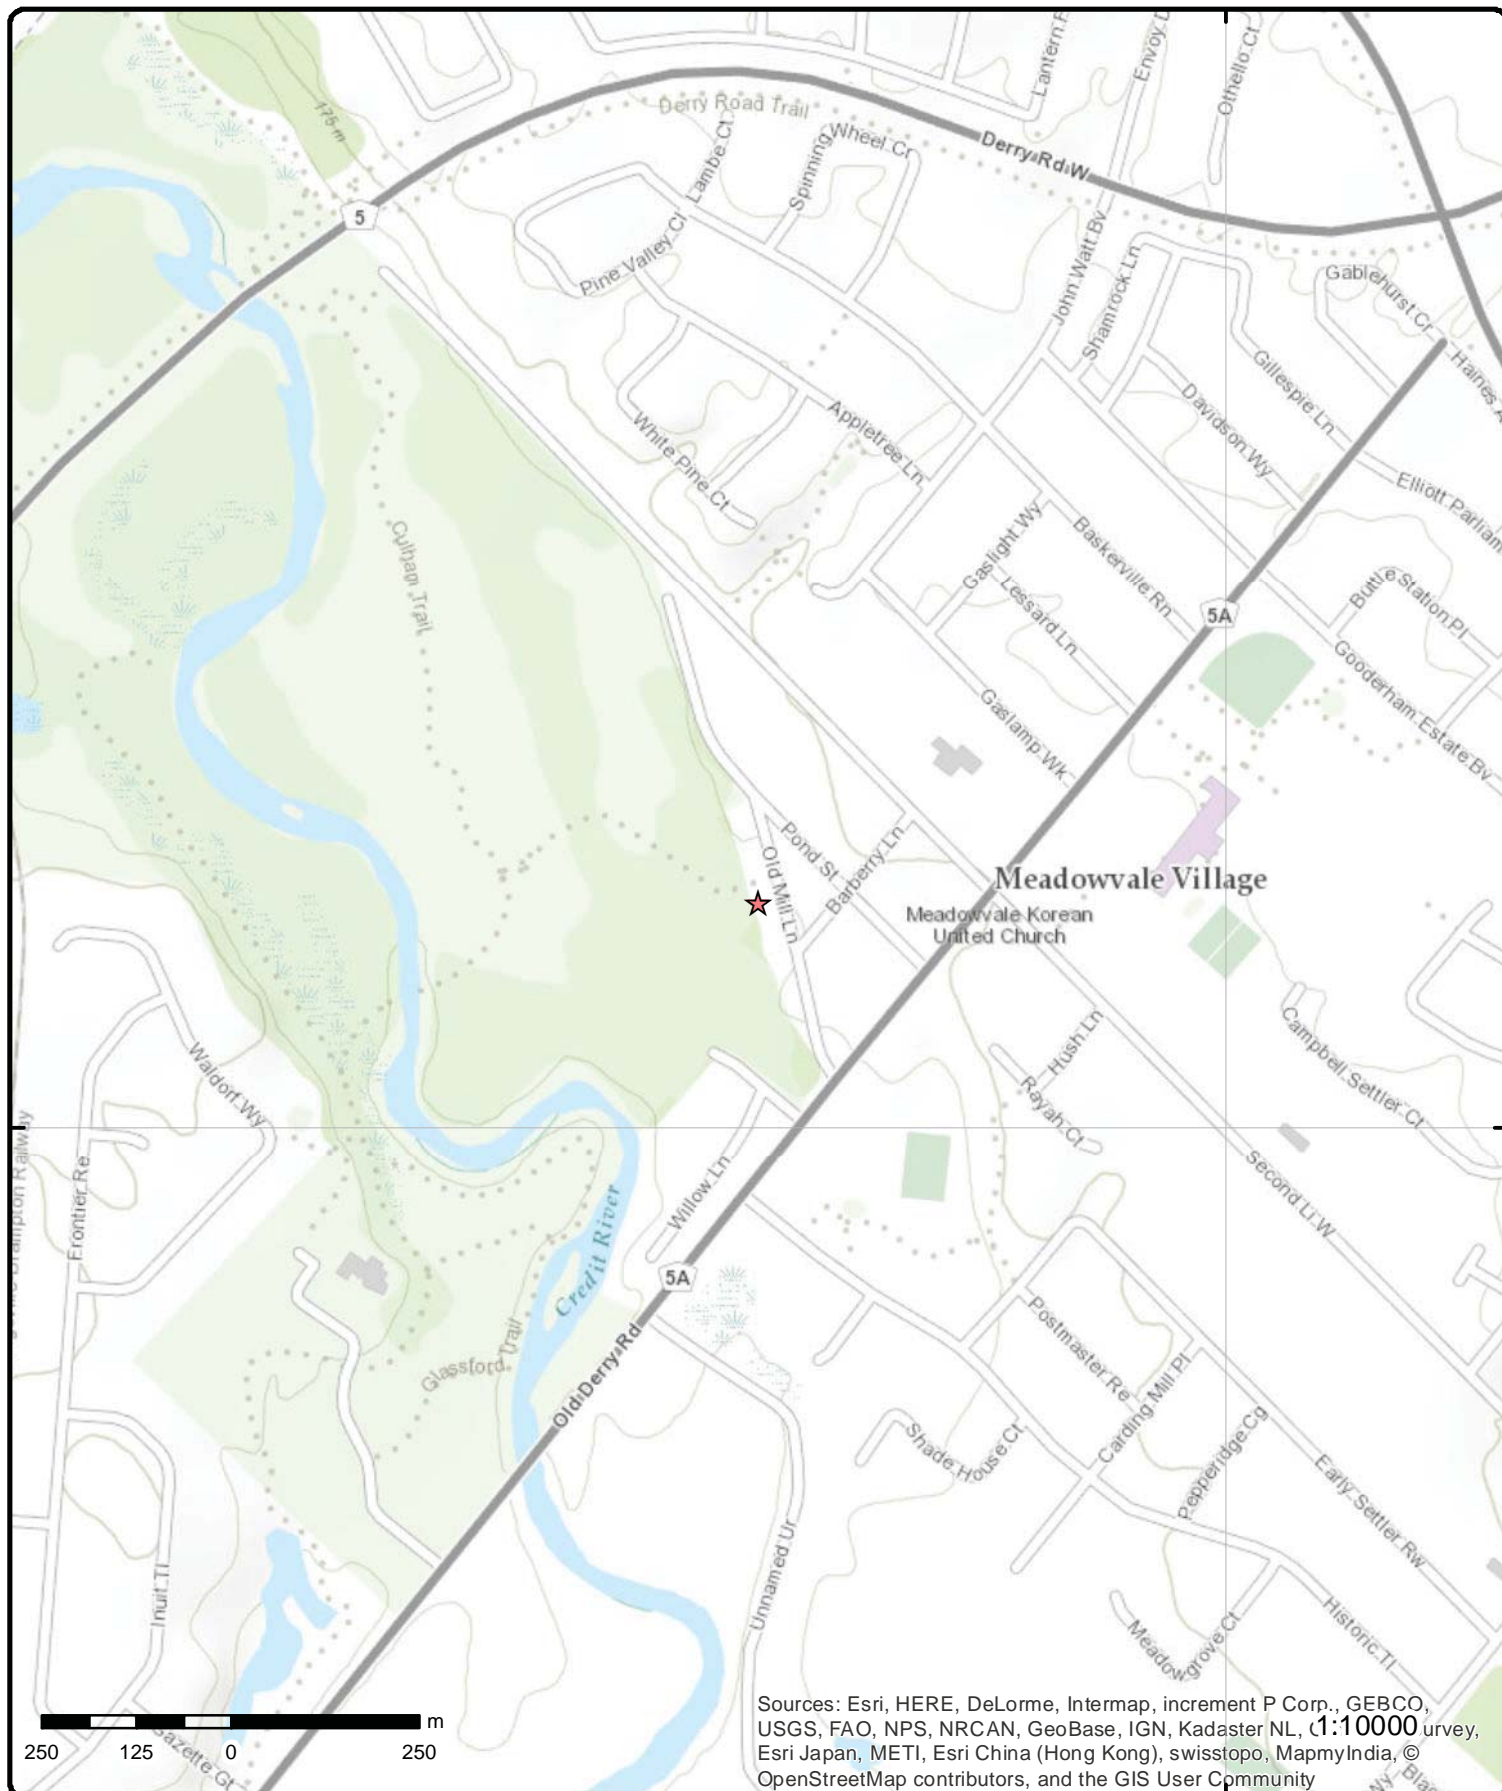 Lantern
Envoy
Othello Ct
175 m
Derry Road Trail
Lambe Ct
Spinning
Wheel Cr
Derry Rd W
5
Pine Valley Cl
John Watt Bv
Shamrock Ln
Gablehurst Cr
Haines
Gillespie Ln
Davidson Wy
Appletree Ln
White Pine Ct
Elliott Parliam
Culham Trail
Gaslight Wy
Baskerville Rn
Lessard Ln
5A
Buttle Station Pl
Gooderham Estate Bv
Gaslamp Wk
Pond St
Barberry Ln
Old Mill Ln
Meadowvale Village
Meadowvale Korean
United Church
Hush Ln
Rayah Ct
Campbell Settler Ct
Waldorf Wy
Frontier Re
Brampton Railway
Second Li W
Willow Ln
Credit River
5A
Glassford Trail
Old Derry Rd
Postmaster Re
Carding Mill Pl
Shade House Ct
Pepperidge Cg
Early Settler Rw
Unnamed Ur
Inuit Tl
Meadowgrove Ct
Historic Tl
Gazette Gt
m
250 125 0 250
Sources: Esri, HERE, DeLorme, Intermap, increment P Corp., GEBCO,
USGS, FAO, NPS, NRCAN, GeoBase, IGN, Kadaster NL, 1:10000 urvey,
Esri Japan, METI, Esri China (Hong Kong), swisstopo, MapmyIndia, ©
OpenStreetMap contributors, and the GIS User Community